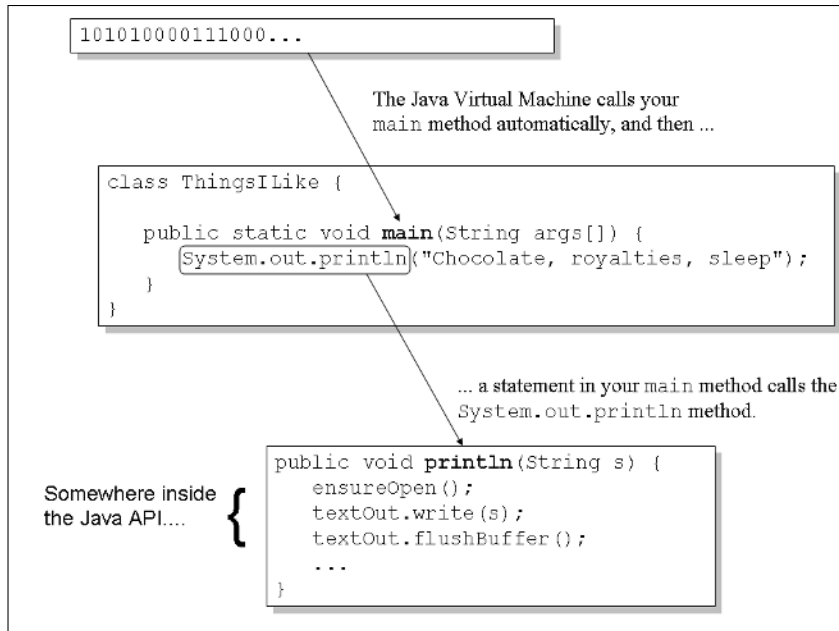 101010000111000...
The Java Virtual Machine calls your
main method automatically, and then ...
class ThingsILike {
public static void main(String args[]) {
System.out.println("Chocolate, royalties, sleep");
}
}
... a statement in your main method calls the
System.out.println method.
public void println(String s) {
ensureOpen();
textOut.write(s);
textOut.flushBuffer();
...
}
Somewhere inside
the Java API.... {